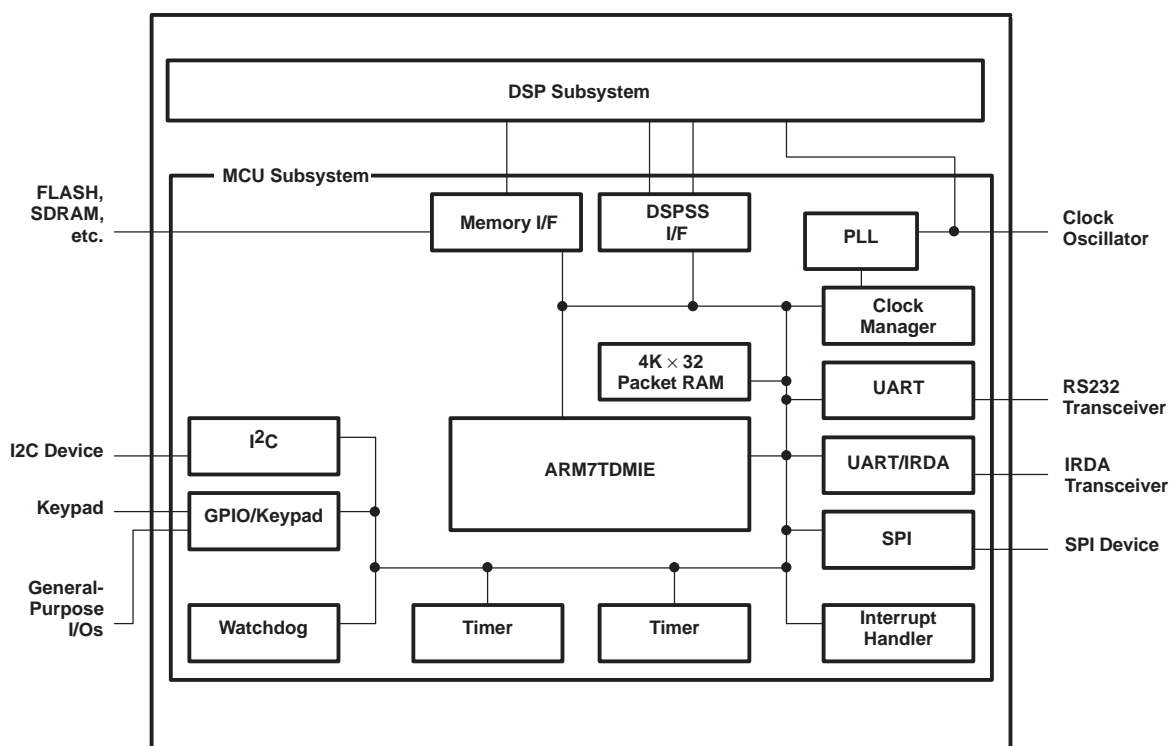 DSP Subsystem
MCU Subsystem
FLASH,
SDRAM,
etc.
Memory I/F
DSPSS
I/F
PLL
Clock
Oscillator
Clock
Manager
4K × 32
Packet RAM
UART
RS232
Transceiver
I2C Device
I²C
ARM7TDMIE
UART/IRDA
IRDA
Transceiver
Keypad
GPIO/Keypad
SPI
SPI Device
General-
Purpose
I/Os
Watchdog
Timer
Timer
Interrupt
Handler